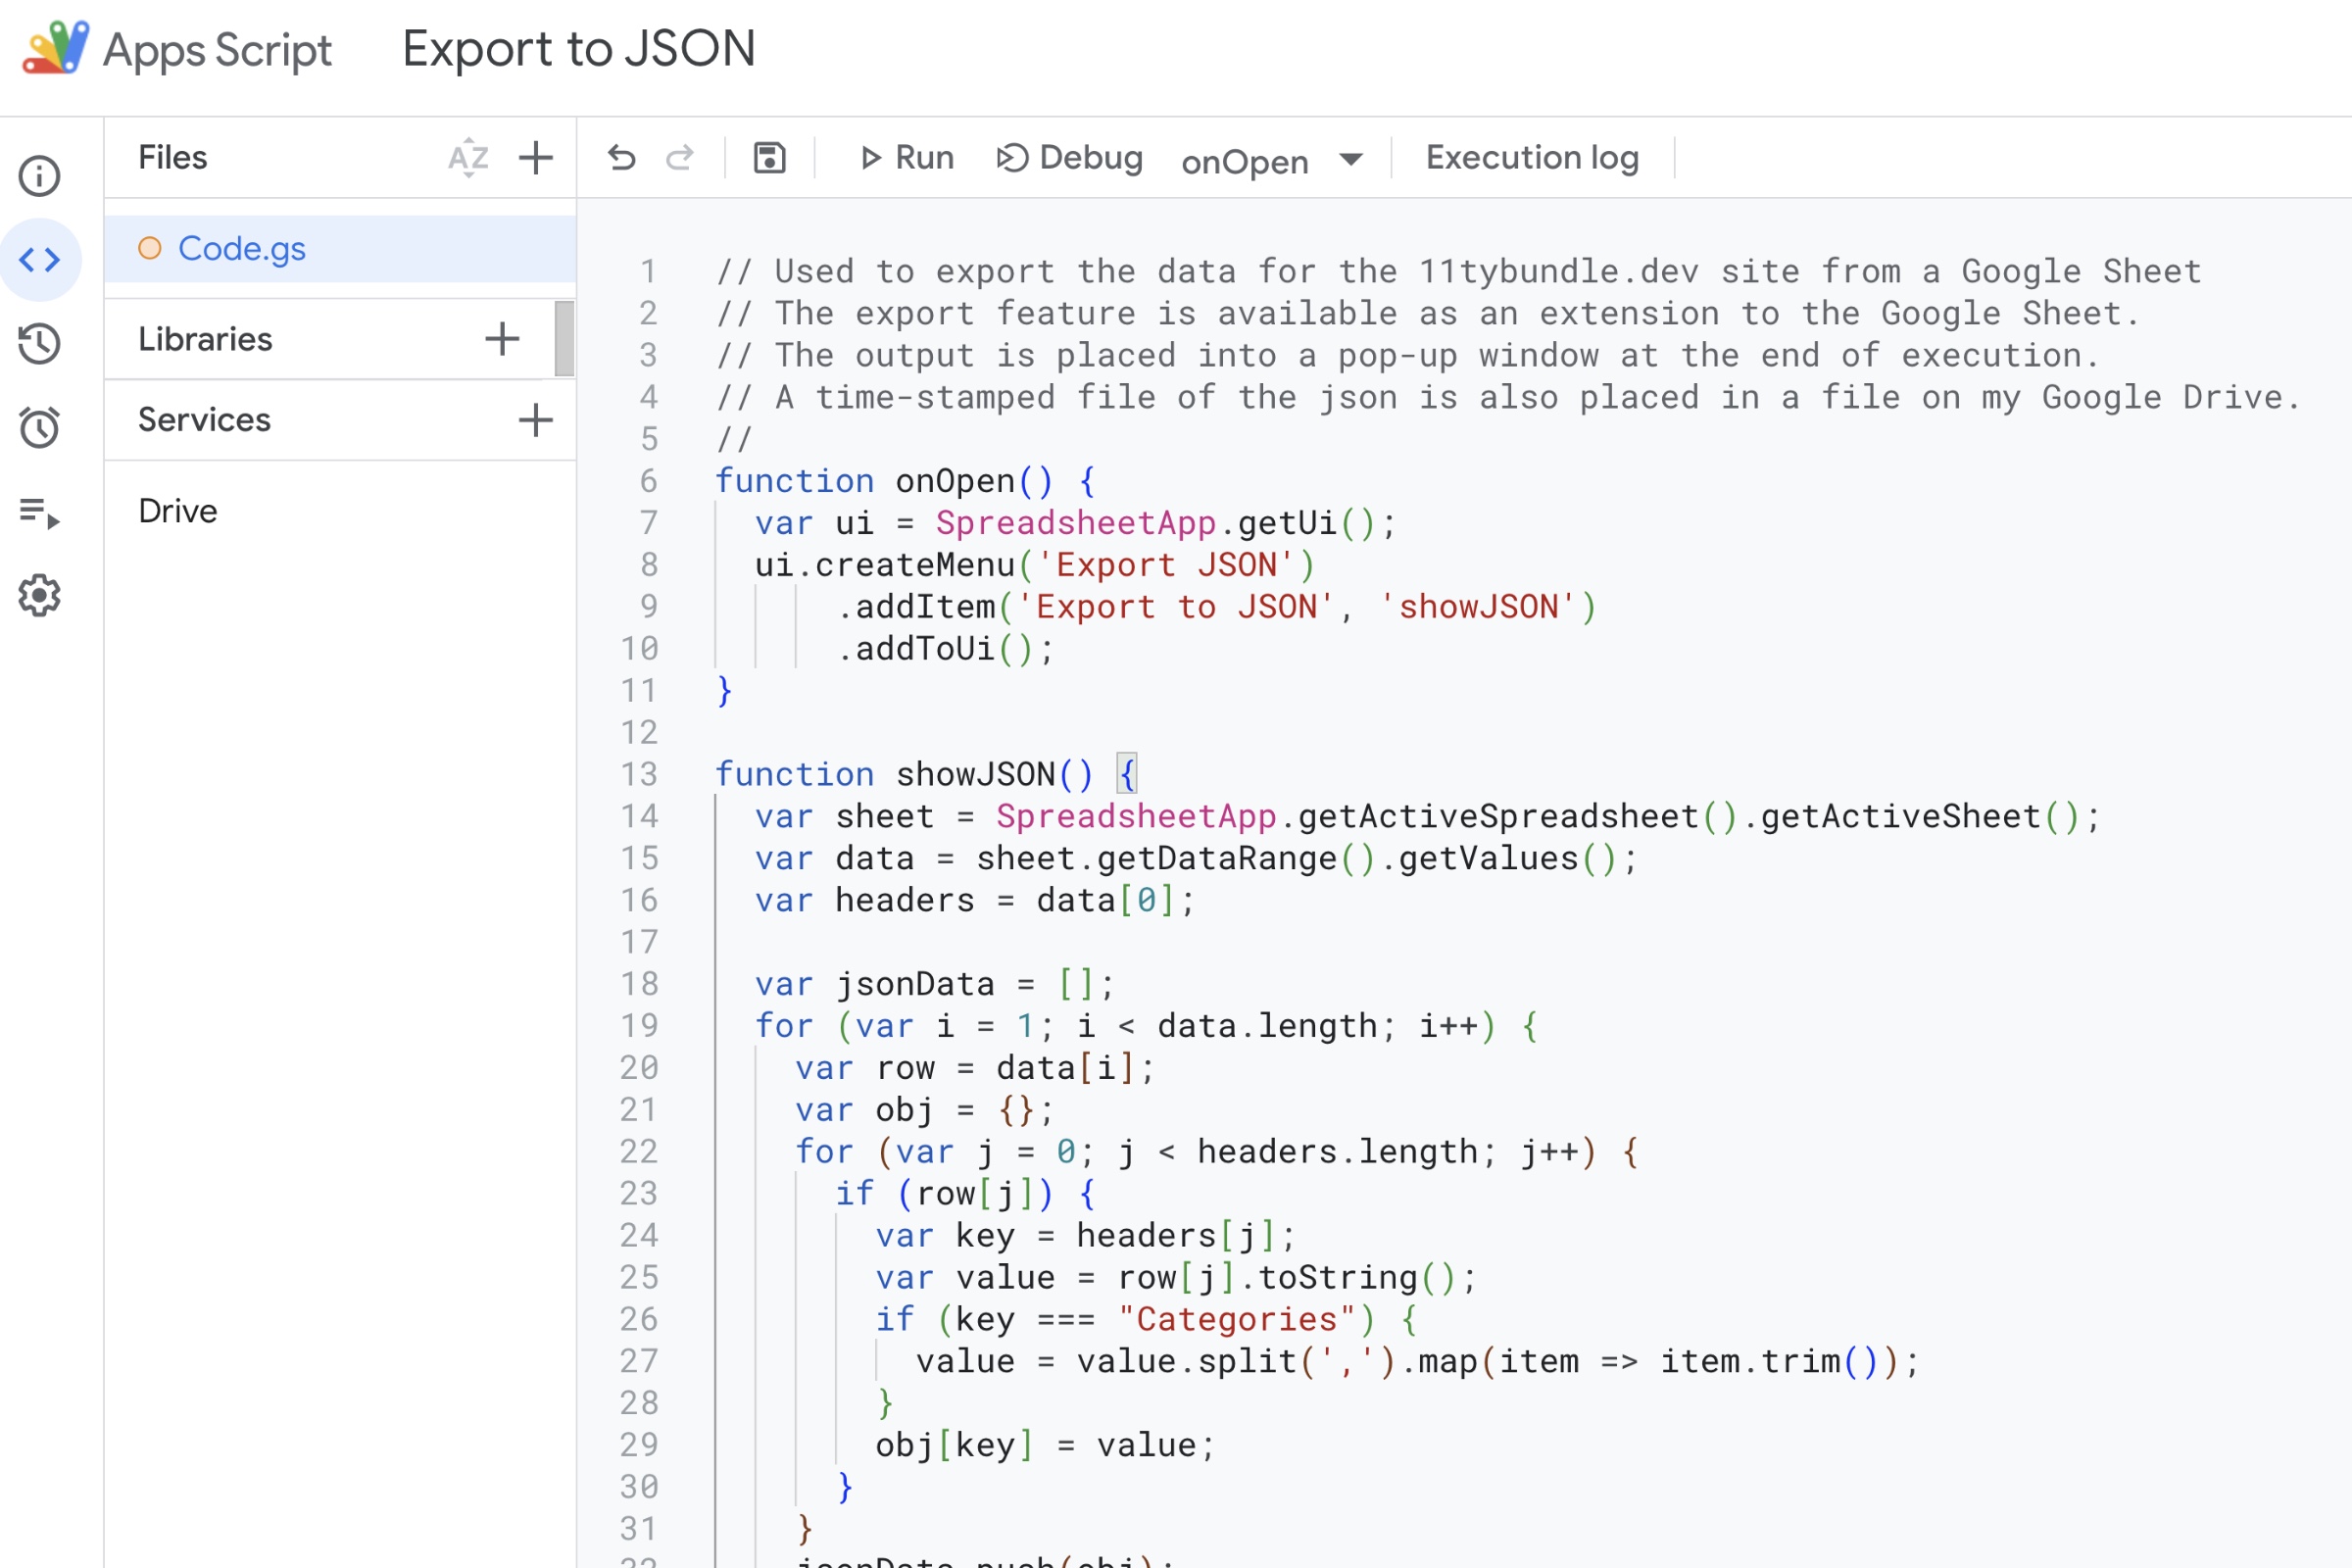 Apps Script Export to JSON
Files
AZ
Run Debug onOpen Execution log
Code.gs
Libraries
Services
Drive
1 // Used to export the data for the 11tybundle.dev site from a Google Sheet
2 // The export feature is available as an extension to the Google Sheet.
3 // The output is placed into a pop-up window at the end of execution.
4 // A time-stamped file of the json is also placed in a file on my Google Drive.
5 //
6 function onOpen() {
7   var ui = SpreadsheetApp.getUi();
8   ui.createMenu('Export JSON')
9       .addItem('Export to JSON', 'showJSON')
10       .addToUi();
11 }
12
13 function showJSON() {
14   var sheet = SpreadsheetApp.getActiveSpreadsheet().getActiveSheet();
15   var data = sheet.getDataRange().getValues();
16   var headers = data[0];
17
18   var jsonData = [];
19   for (var i = 1; i < data.length; i++) {
20     var row = data[i];
21     var obj = {};
22     for (var j = 0; j < headers.length; j++) {
23       if (row[j]) {
24         var key = headers[j];
25         var value = row[j].toString();
26         if (key === "Categories") {
27           value = value.split(',').map(item => item.trim());
28         }
29         obj[key] = value;
30       }
31     }
32     jsonData.push(obj);